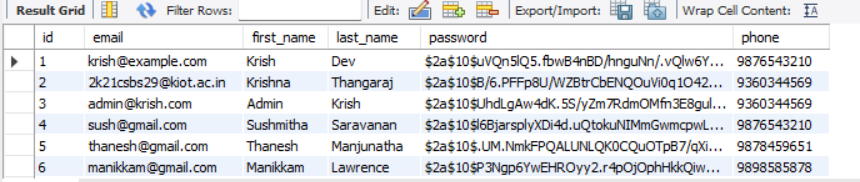 Result Grid Filter Rows: Edit: Export/Import: Wrap Cell Content: IA
id email first_name last_name password phone
1 krish@example.com Krish Dev $2a$10$uVQn5lQ5.fbwB4nBD/hnguNn/.vQlw6Y... 9876543210
2 2k21csbs29@kiot.ac.in Krishna Thangaraj $2a$10$B/6.PFFp8U/WZBtrCbENQOuVi0q1O42... 9360344569
3 admin@krish.com Admin Krish $2a$10$UhdLgAw4dK.5S/yZm7RdmOMfn3E8gul... 9360344569
4 sush@gmail.com Sushmitha Saravanan $2a$10$l6BjarsplyXDi4d.uQtokuNIMmGwmcpwL... 9876543210
5 thanesh@gmail.com Thanesh Manjunatha $2a$10$.UM.NmkFPQALUNLQK0CQuOTpB7/qXi... 9878459651
6 manikkam@gmail.com Manikkam Lawrence $2a$10$P3Ngp6YwEHROyy2.r4pOjOphHkkQiw... 9898585878